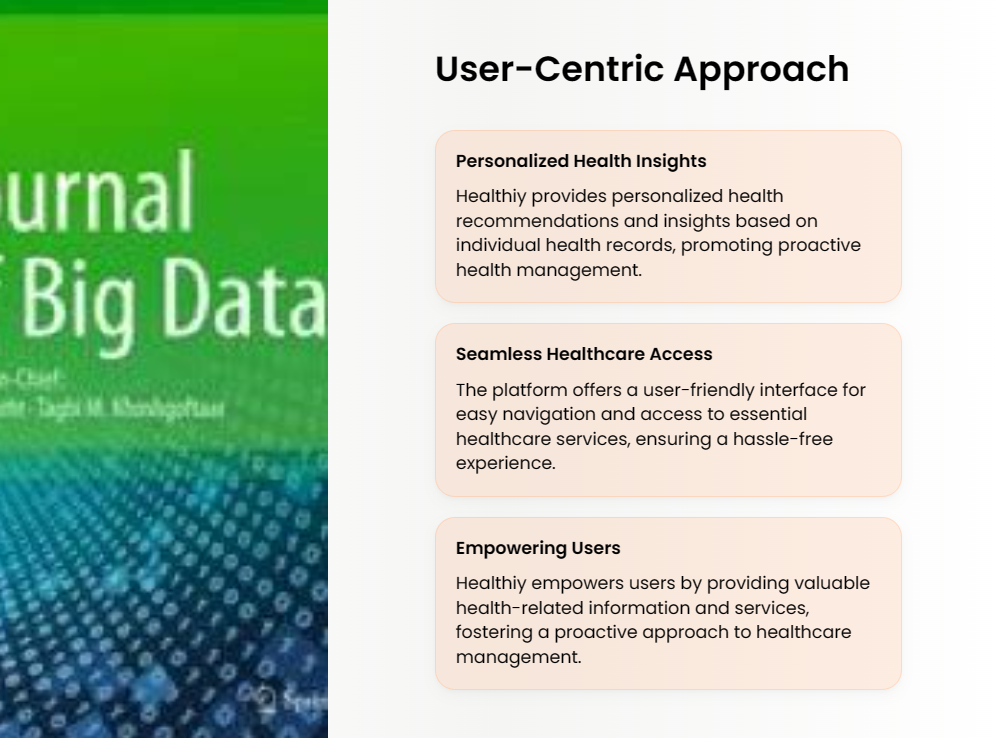 ournal
f Big Data
n-Chief:
Taghi M. Khoshgoftaar
User-Centric Approach
Personalized Health Insights
Healthiy provides personalized health
recommendations and insights based on
individual health records, promoting proactive
health management.
Seamless Healthcare Access
The platform offers a user-friendly interface for
easy navigation and access to essential
healthcare services, ensuring a hassle-free
experience.
Empowering Users
Healthiy empowers users by providing valuable
health-related information and services,
fostering a proactive approach to healthcare
management.